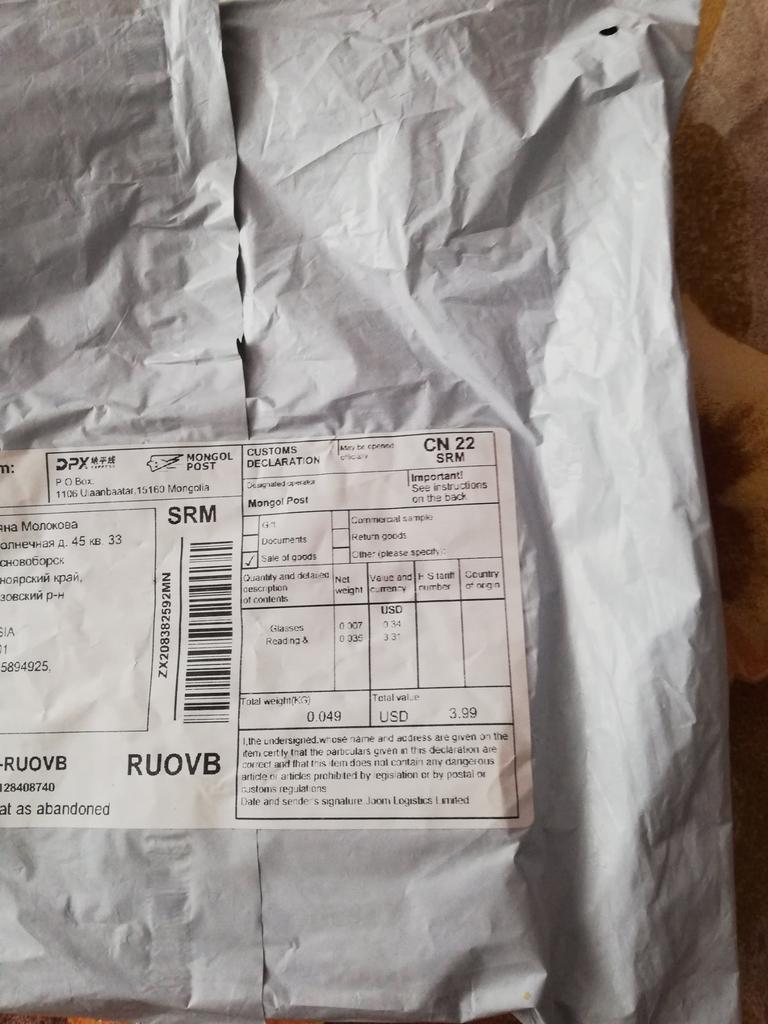 m:
DPX
MONGOL
POST
P O Box:
1106 Ulaanbaatar,15160 Mongolia
CUSTOMS
DECLARATION
May be opened
officially
CN 22
SRM
Designated operator
Mongol Post
Important!
See instructions
on the back
Gift
Commercial sample
Documents
Return goods
✓ Sale of goods
Other (please specify):
Quantity and detailed
description
of contents
Net
weight
Value and
currency
H S tariff
number
Country
of origin
USD
Glasses 0.007 0.34
Reading & 0.035 3.31
Total weight(KG)
0.049
Total value
USD 3.99
I,the undersigned,whose name and address are given on the
item certify that the particulars given in this declaration are
correct and that this item does not contain any dangerous
article or articles prohibited by legislation or by postal or
customs regulations
Date and sender's signature Joom Logistics Limited
SRM
яна Молокова
олнечная д. 45 кв. 33
сновоборск
ноярский край,
зовский р-н
SIA
01
5894925,
ZX208382592MN
-RUOVB
RUOVB
128408740
at as abandoned